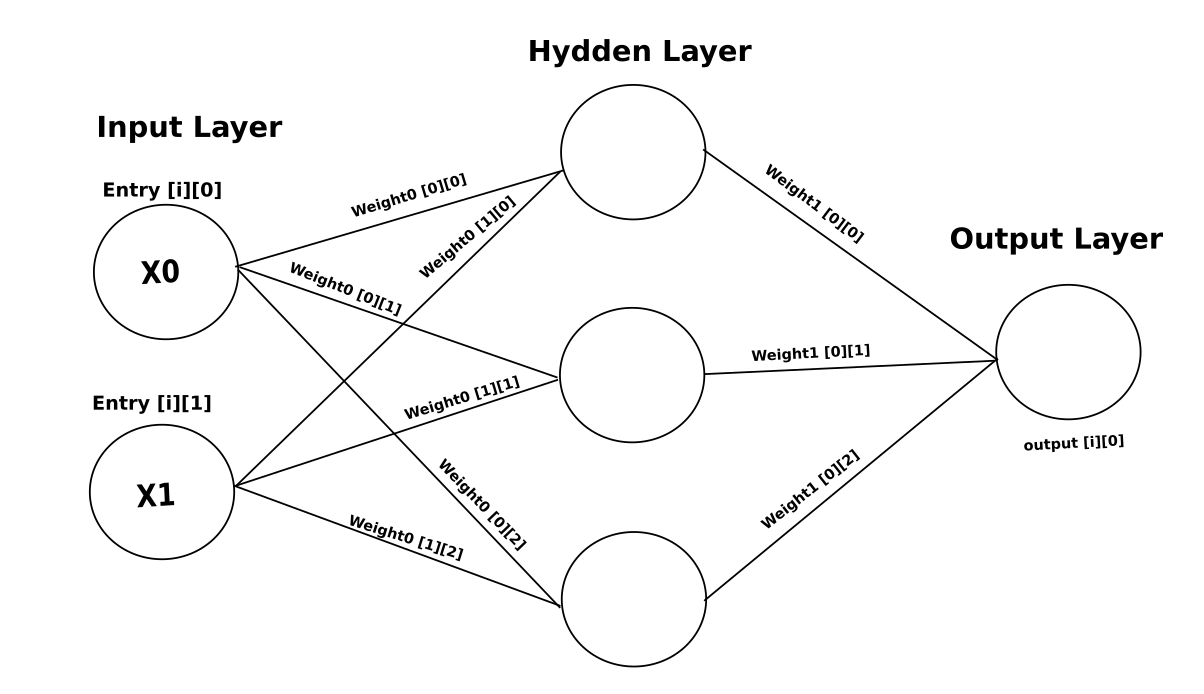 Hydden Layer
Input Layer
Entry [i][0]
X0
Weight0 [0][0]
Weight0 [1][0]
Weight0 [0][1]
Weight1 [0][0]
Output Layer
Entry [i][1]
X1
Weight0 [1][1]
Weight0 [0][2]
Weight0 [1][2]
Weight1 [0][1]
Weight1 [0][2]
output [i][0]